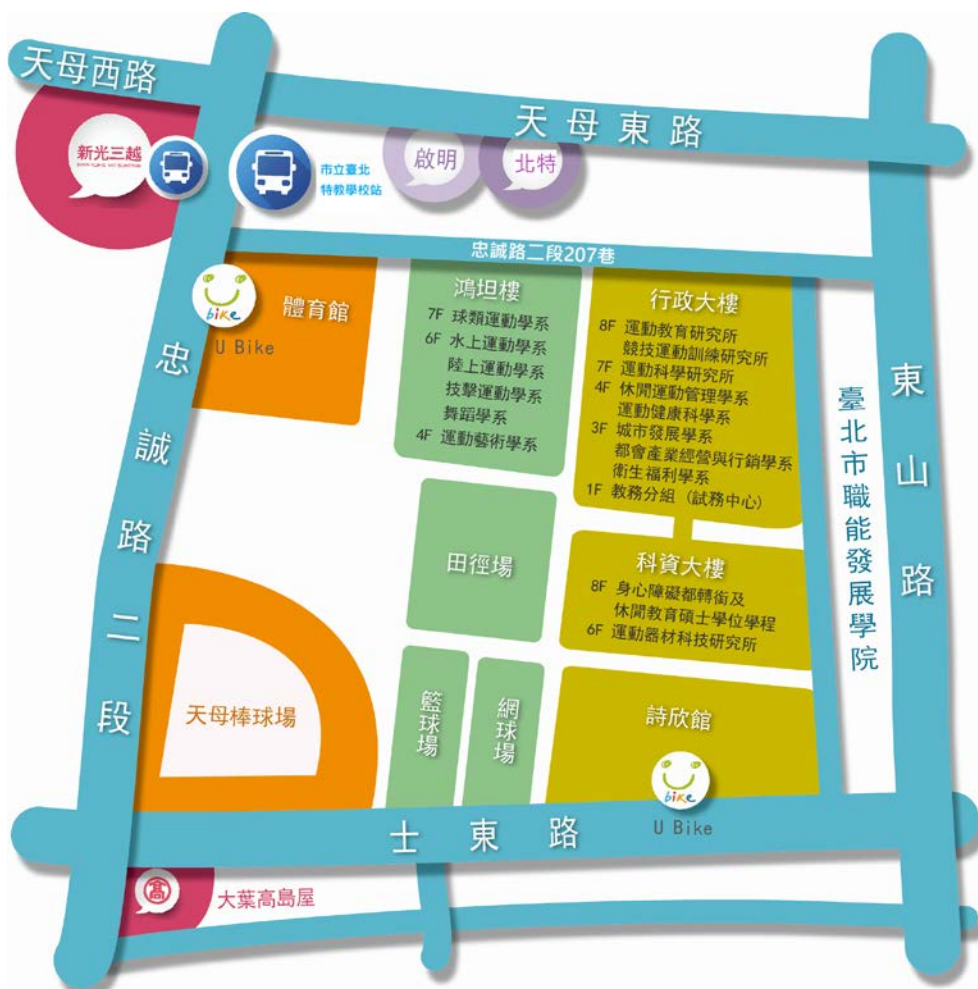 天母西路
天母東路
新光三越
市立臺北
特教學校站
啟明
北特
忠誠路二段207巷
bike
U Bike
體育館
鴻坦樓
7F 球類運動學系
6F 水上運動學系
陸上運動學系
技擊運動學系
舞蹈學系
4F 運動藝術學系
行政大樓
8F 運動教育研究所
競技運動訓練研究所
7F 運動科學研究所
4F 休閒運動管理學系
運動健康科學系
3F 城市發展學系
都會產業經營與行銷學系
衛生福利學系
1F 教務分組（試務中心）
忠誠路二段
東山路
臺北市職能發展學院
田徑場
科資大樓
8F 身心障礙都轉銜及
休閒教育碩士學位學程
6F 運動器材科技研究所
天母棒球場
籃球場
網球場
詩欣館
bike
U Bike
士東路
高
大葉高島屋